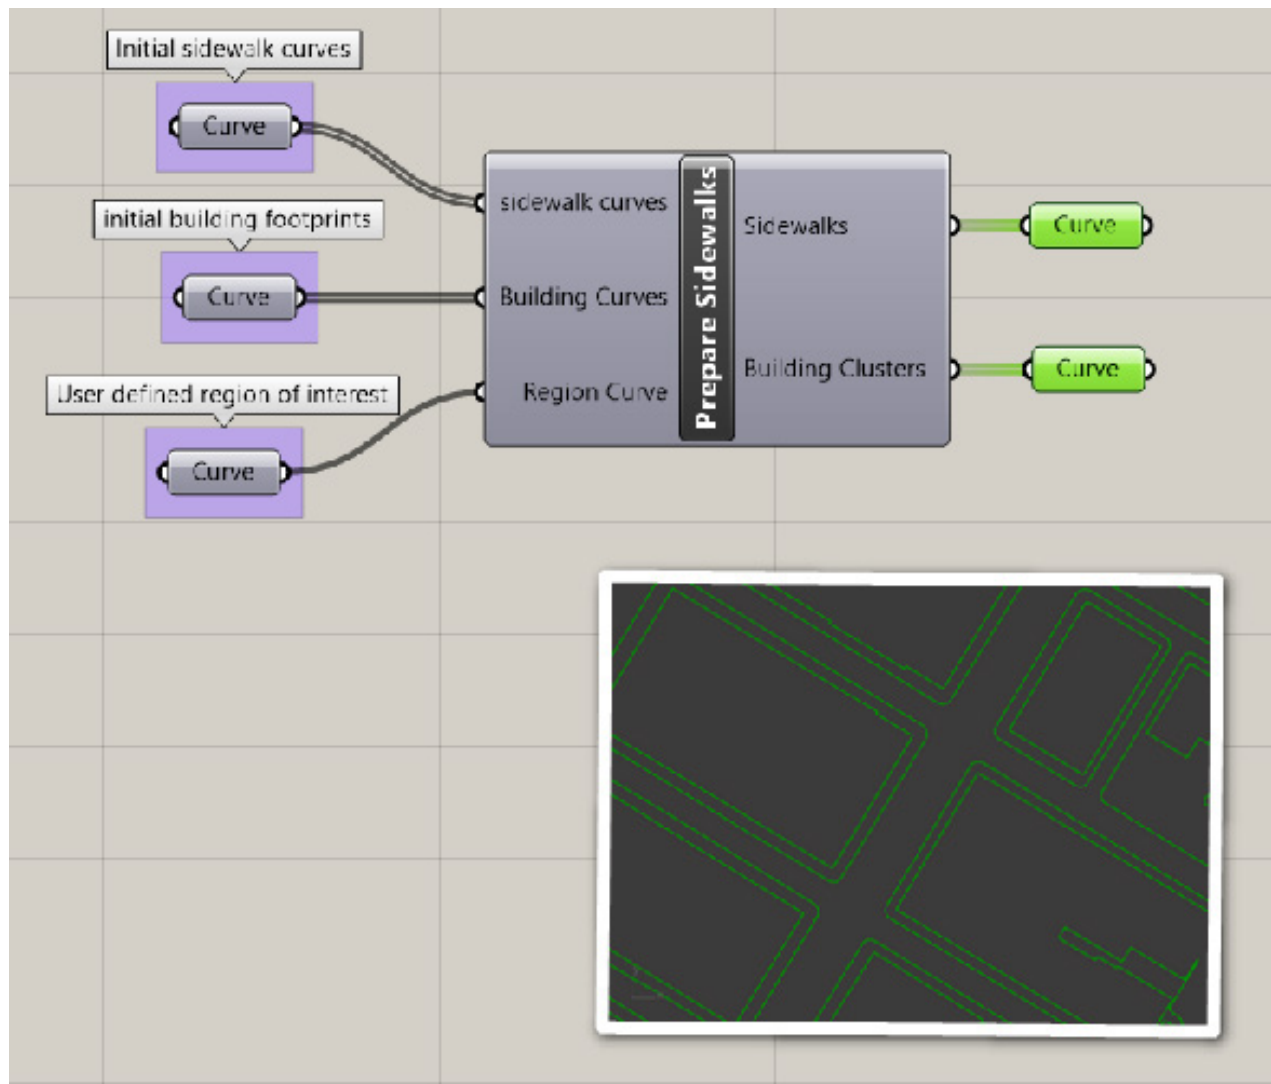 Initial sidewalk curves
Curve
initial building footprints
Curve
User defined region of interest
Curve
sidewalk curves
Building Curves
Region Curve
Prepare Sidewalks
Sidewalks
Building Clusters
Curve
Curve